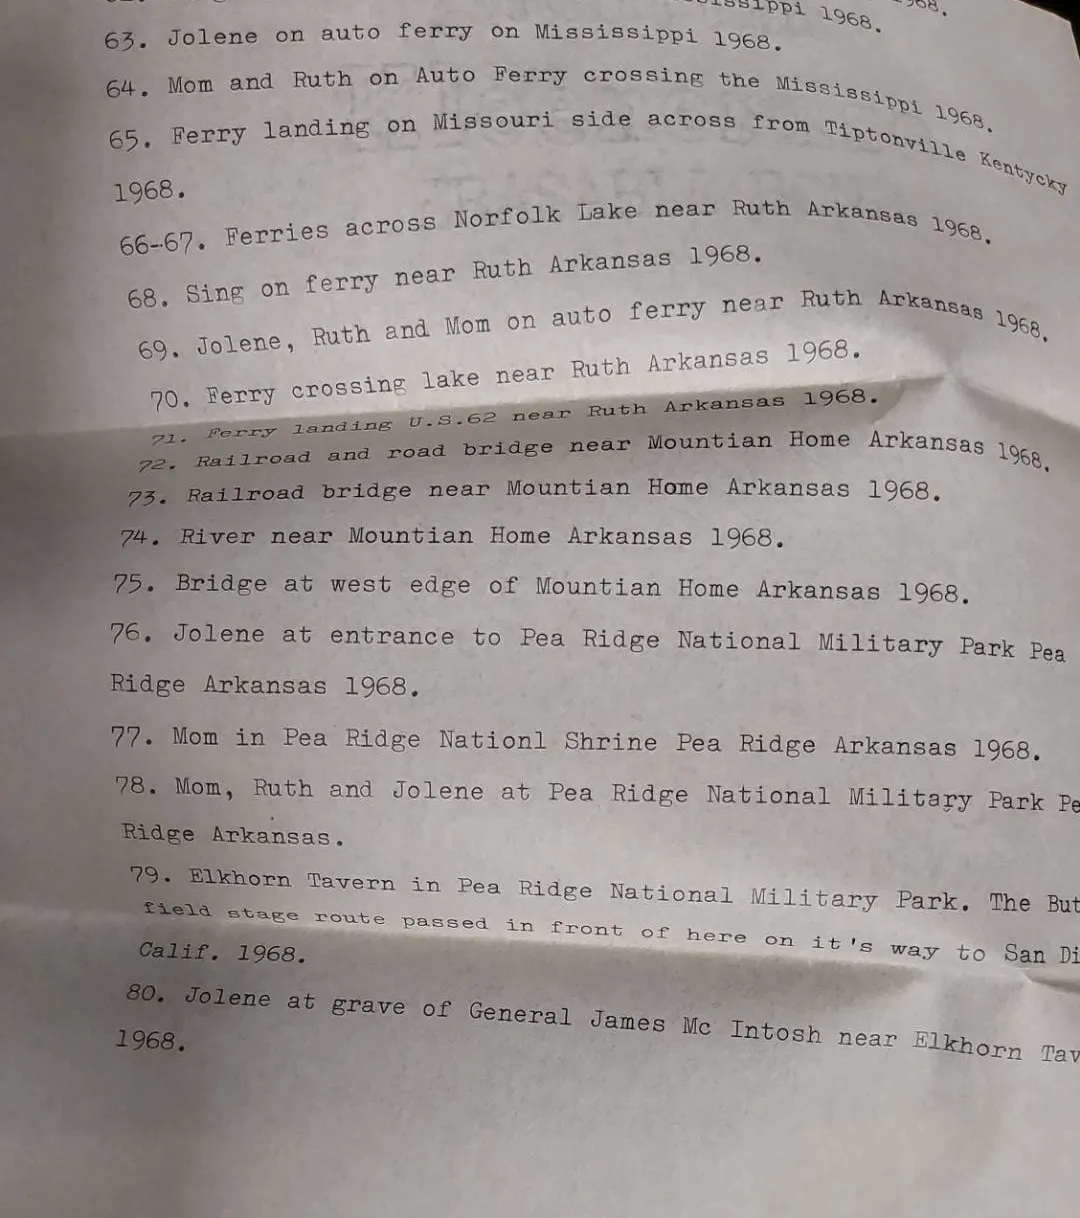 ssippi 1968.
63. Jolene on auto ferry on Mississippi 1968.
64. Mom and Ruth on Auto Ferry crossing the Mississippi 1968.
65. Ferry landing on Missouri side across from Tiptonville Kentycky
1968.
66-67. Ferries across Norfolk Lake near Ruth Arkansas 1968.
68. Sing on ferry near Ruth Arkansas 1968.
69. Jolene, Ruth and Mom on auto ferry near Ruth Arkansas 1968.
70. Ferry crossing lake near Ruth Arkansas 1968.
71. Ferry landing U.S.62 near Ruth Arkansas 1968.
72. Railroad and road bridge near Mountian Home Arkansas 1968.
73. Railroad bridge near Mountian Home Arkansas 1968.
74. River near Mountian Home Arkansas 1968.
75. Bridge at west edge of Mountian Home Arkansas 1968.
76. Jolene at entrance to Pea Ridge National Military Park Pea
Ridge Arkansas 1968.
77. Mom in Pea Ridge Nationl Shrine Pea Ridge Arkansas 1968.
78. Mom, Ruth and Jolene at Pea Ridge National Military Park Pe
Ridge Arkansas.
79. Elkhorn Tavern in Pea Ridge National Military Park. The But
field stage route passed in front of here on it's way to San Di
Calif. 1968.
80. Jolene at grave of General James Mc Intosh near Elkhorn Tav
1968.